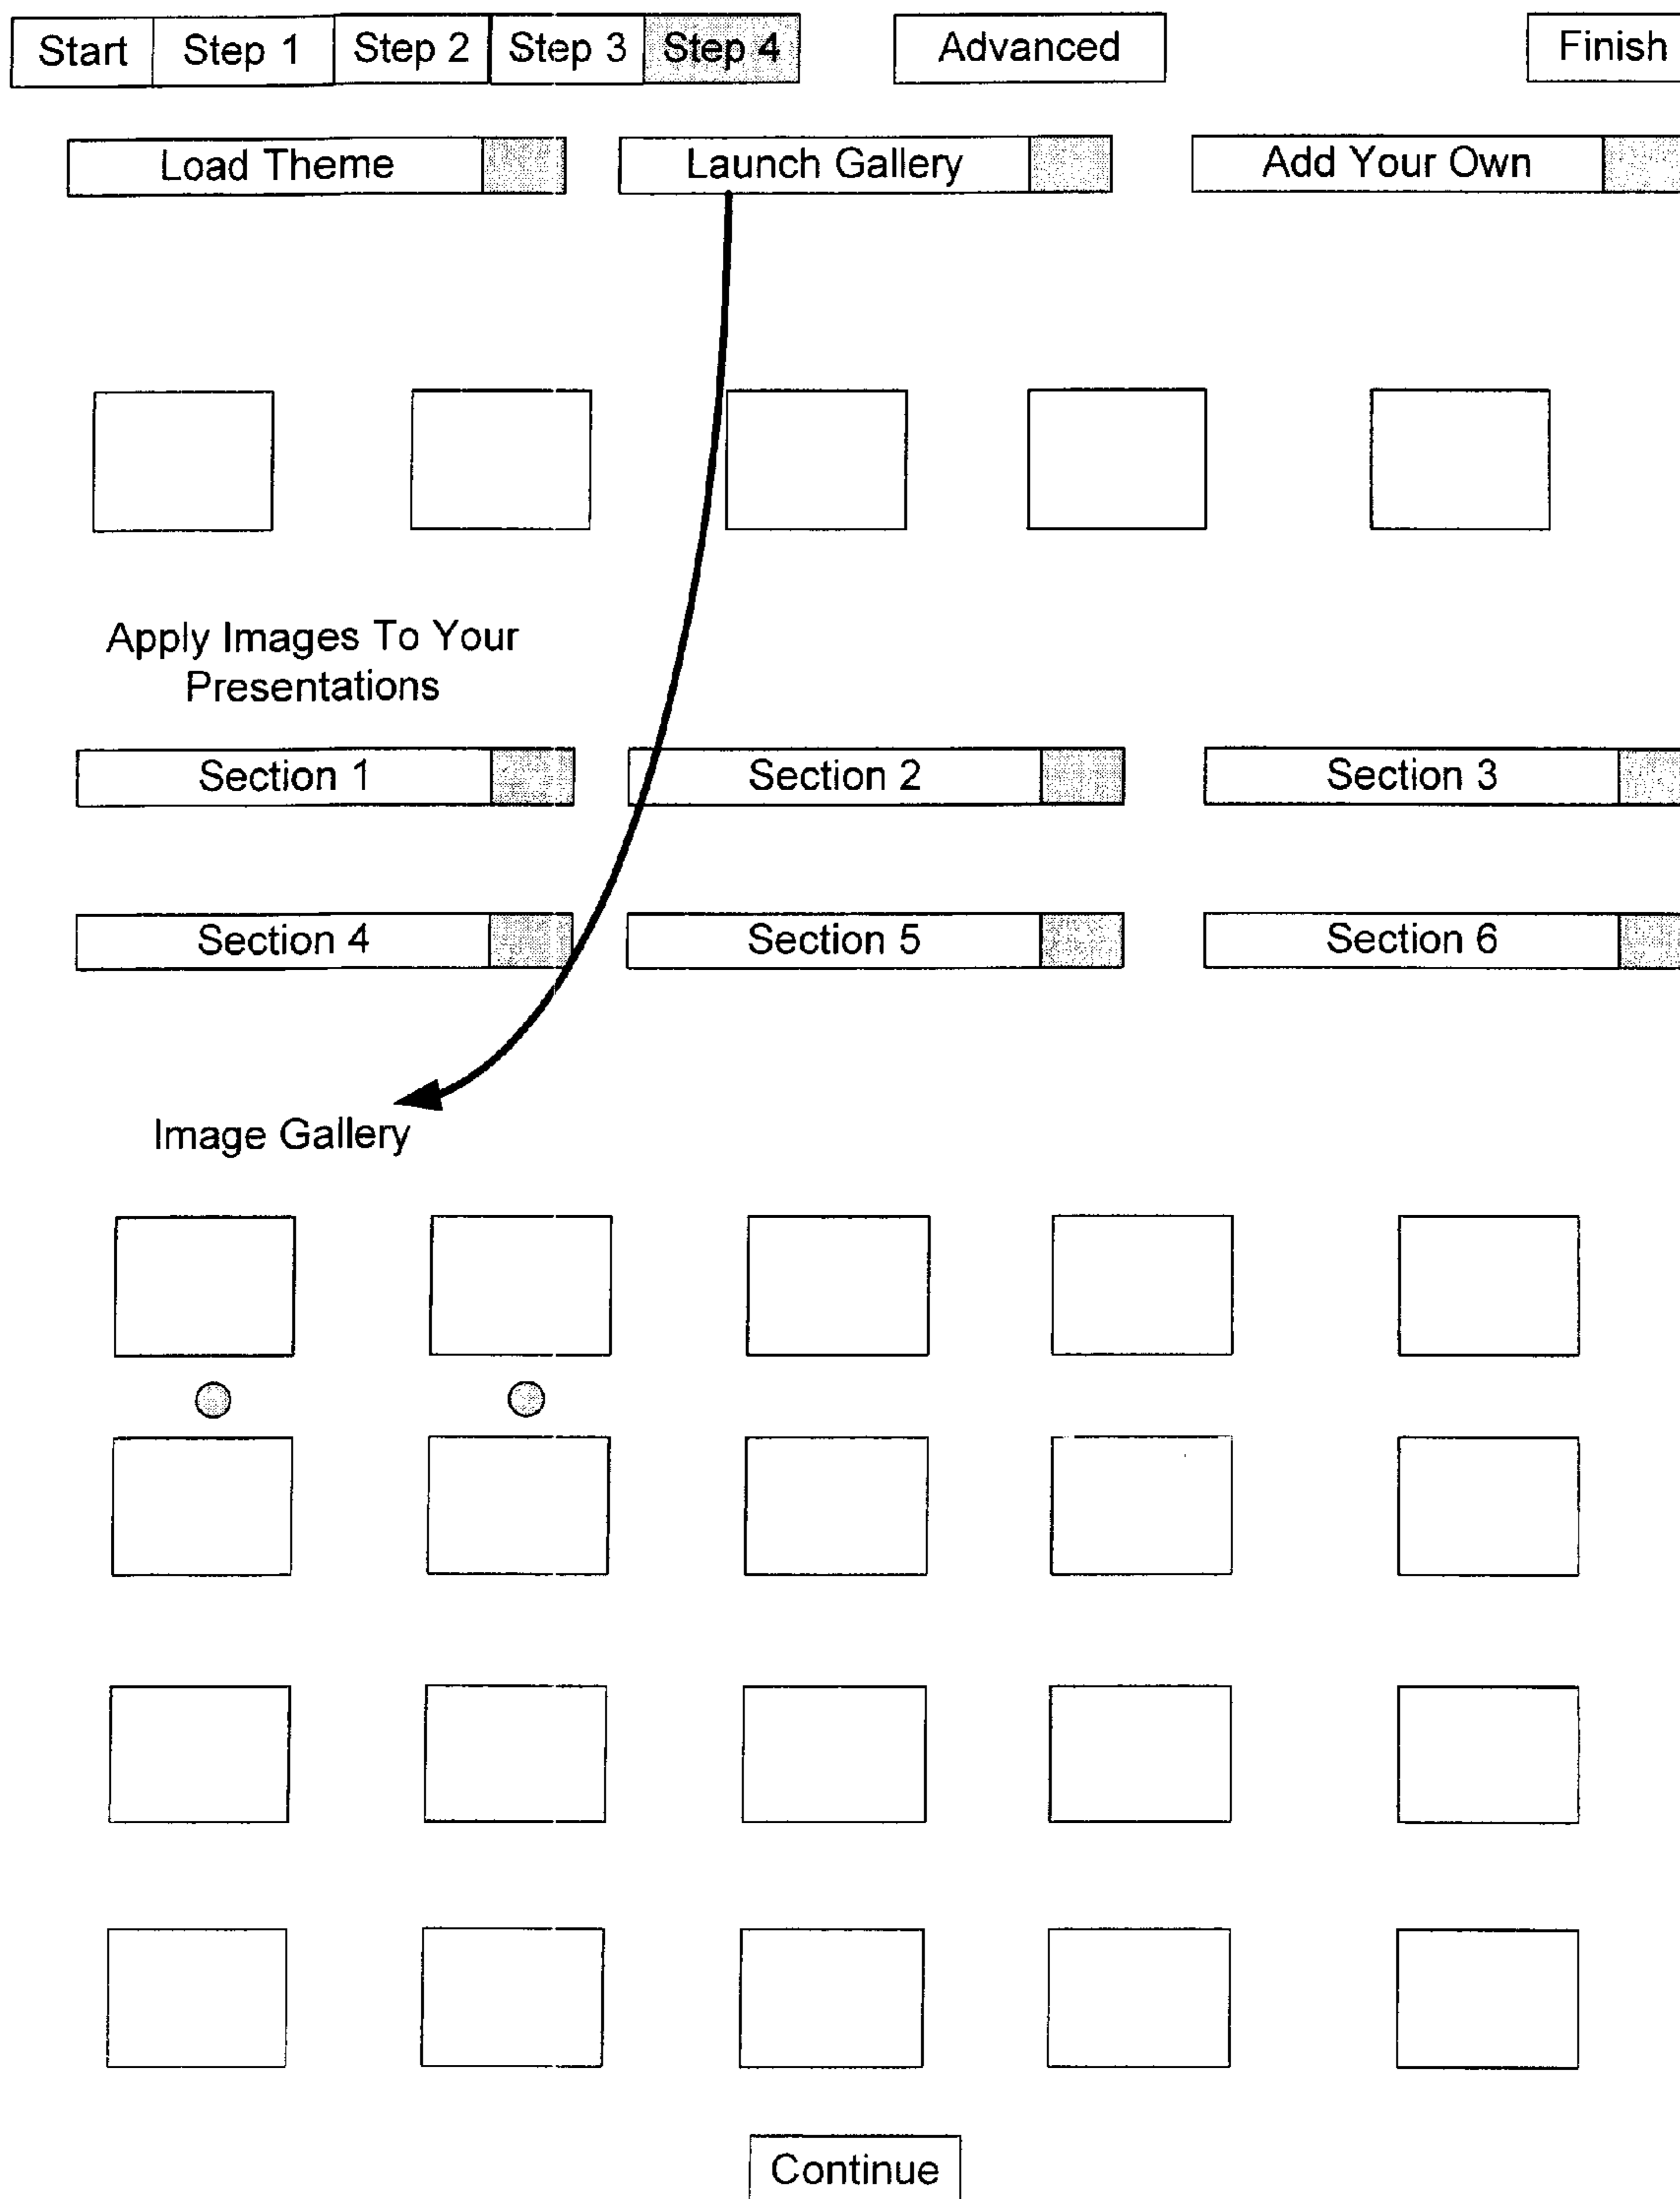 Start Step 1 Step 2 Step 3 Step 4 Advanced Finish
Load Theme Launch Gallery Add Your Own
Apply Images To Your
Presentations
Section 1 Section 2 Section 3
Section 4 Section 5 Section 6
Image Gallery
Continue